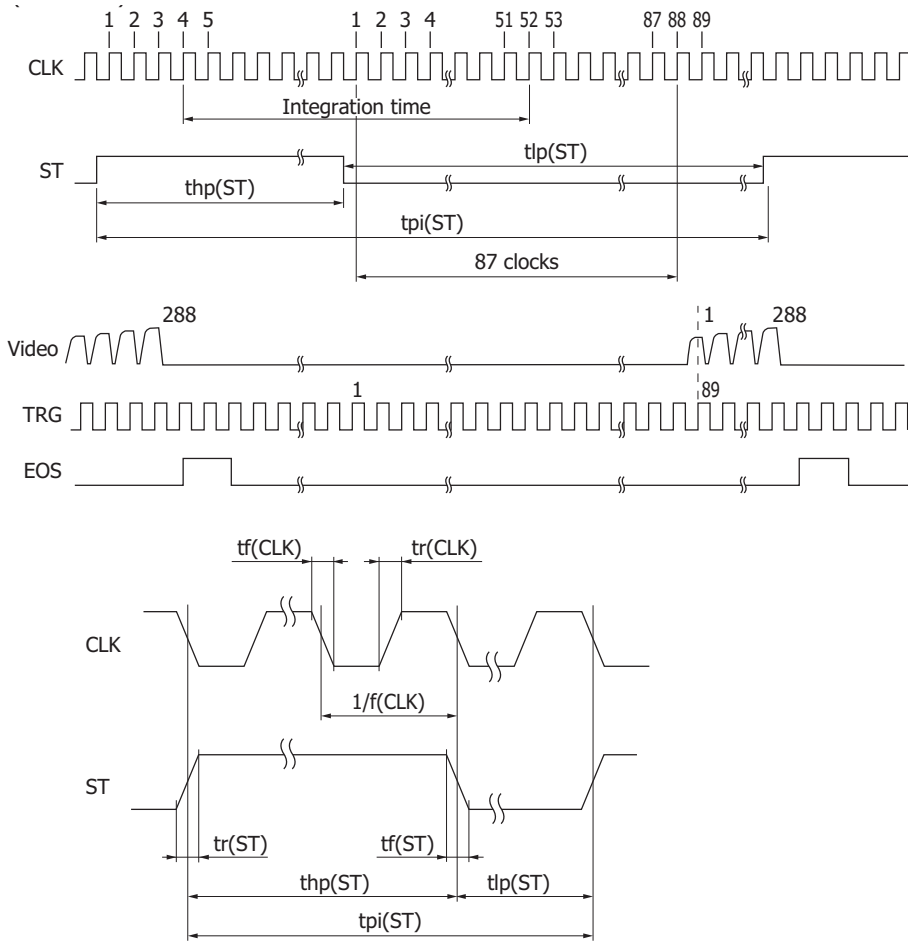 1 2 3 4 5 1 2 3 4 51 52 53 87 88 89
CLK
Integration time
ST
tlp(ST)
thp(ST)
tpi(ST)
87 clocks
288 1 288
Video
1 89
TRG
EOS
tf(CLK) tr(CLK)
CLK
1/f(CLK)
ST
tr(ST) tf(ST)
thp(ST) tlp(ST)
tpi(ST)